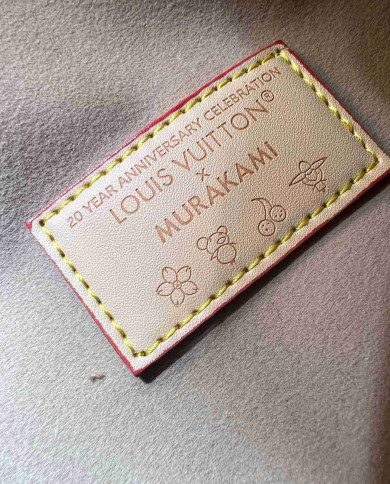 20 YEAR ANNIVERSARY CELEBRATION
LOUIS VUITTON®
×
MURAKAMI